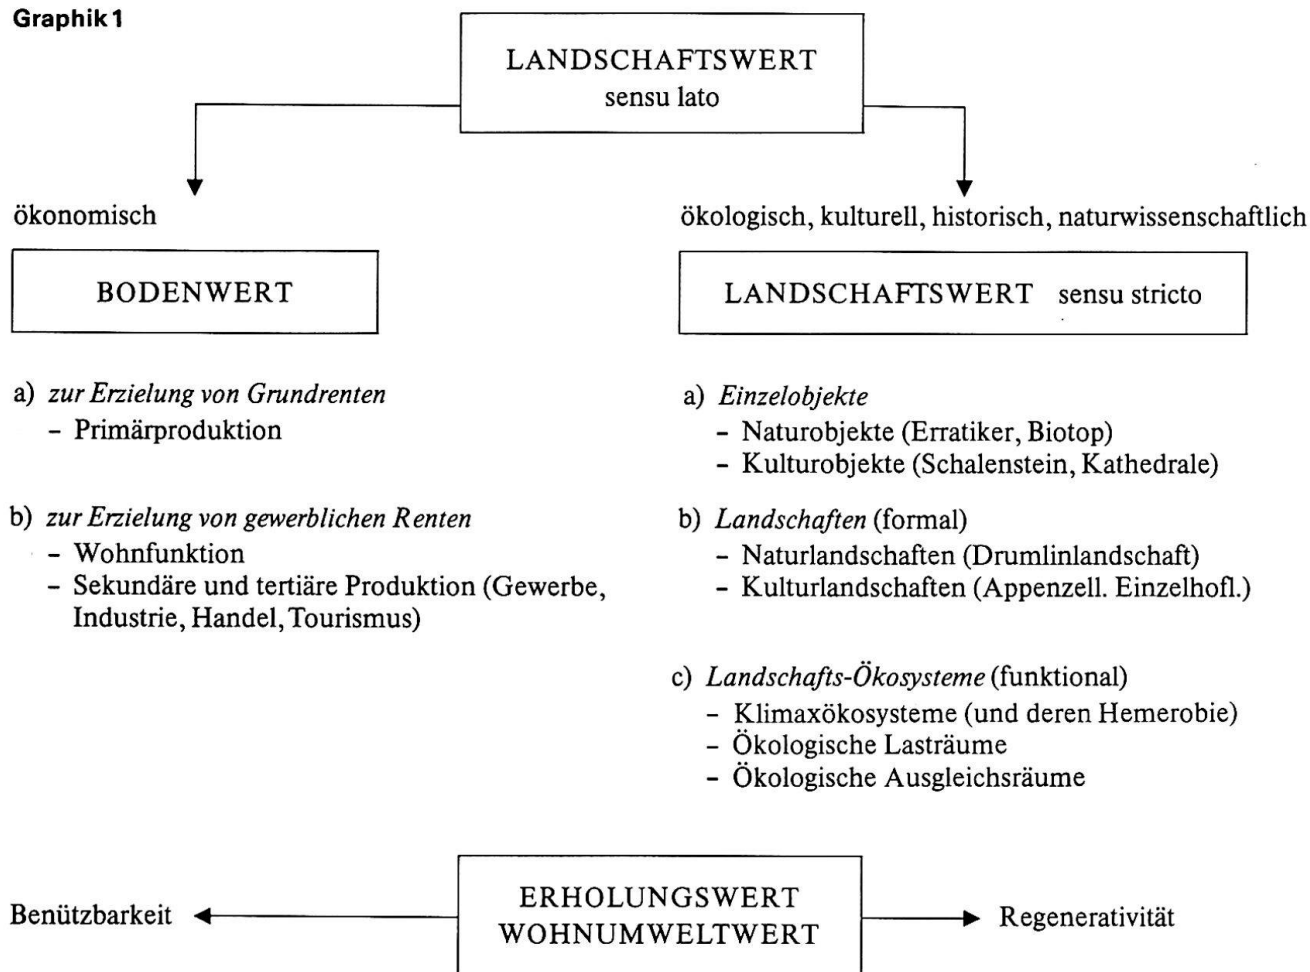 Graphik 1
LANDSCHAFTSWERT
sensu lato
ökonomisch
BODENWERT
a) zur Erzielung von Grundrenten
– Primärproduktion
b) zur Erzielung von gewerblichen Renten
– Wohnfunktion
– Sekundäre und tertiäre Produktion (Gewerbe,
Industrie, Handel, Tourismus)
ökologisch, kulturell, historisch, naturwissenschaftlich
LANDSCHAFTSWERT sensu stricto
a) Einzelobjekte
– Naturobjekte (Erratiker, Biotop)
– Kulturobjekte (Schalenstein, Kathedrale)
b) Landschaften (formal)
– Naturlandschaften (Drumlinlandschaft)
– Kulturlandschaften (Appenzell. Einzelhofl.)
c) Landschafts-Ökosysteme (funktional)
– Klimaxökosysteme (und deren Hemerobie)
– Ökologische Lasträume
– Ökologische Ausgleichsräume
Benützbarkeit
ERHOLUNGSWERT
WOHNUMWELTWERT
Regenerativität